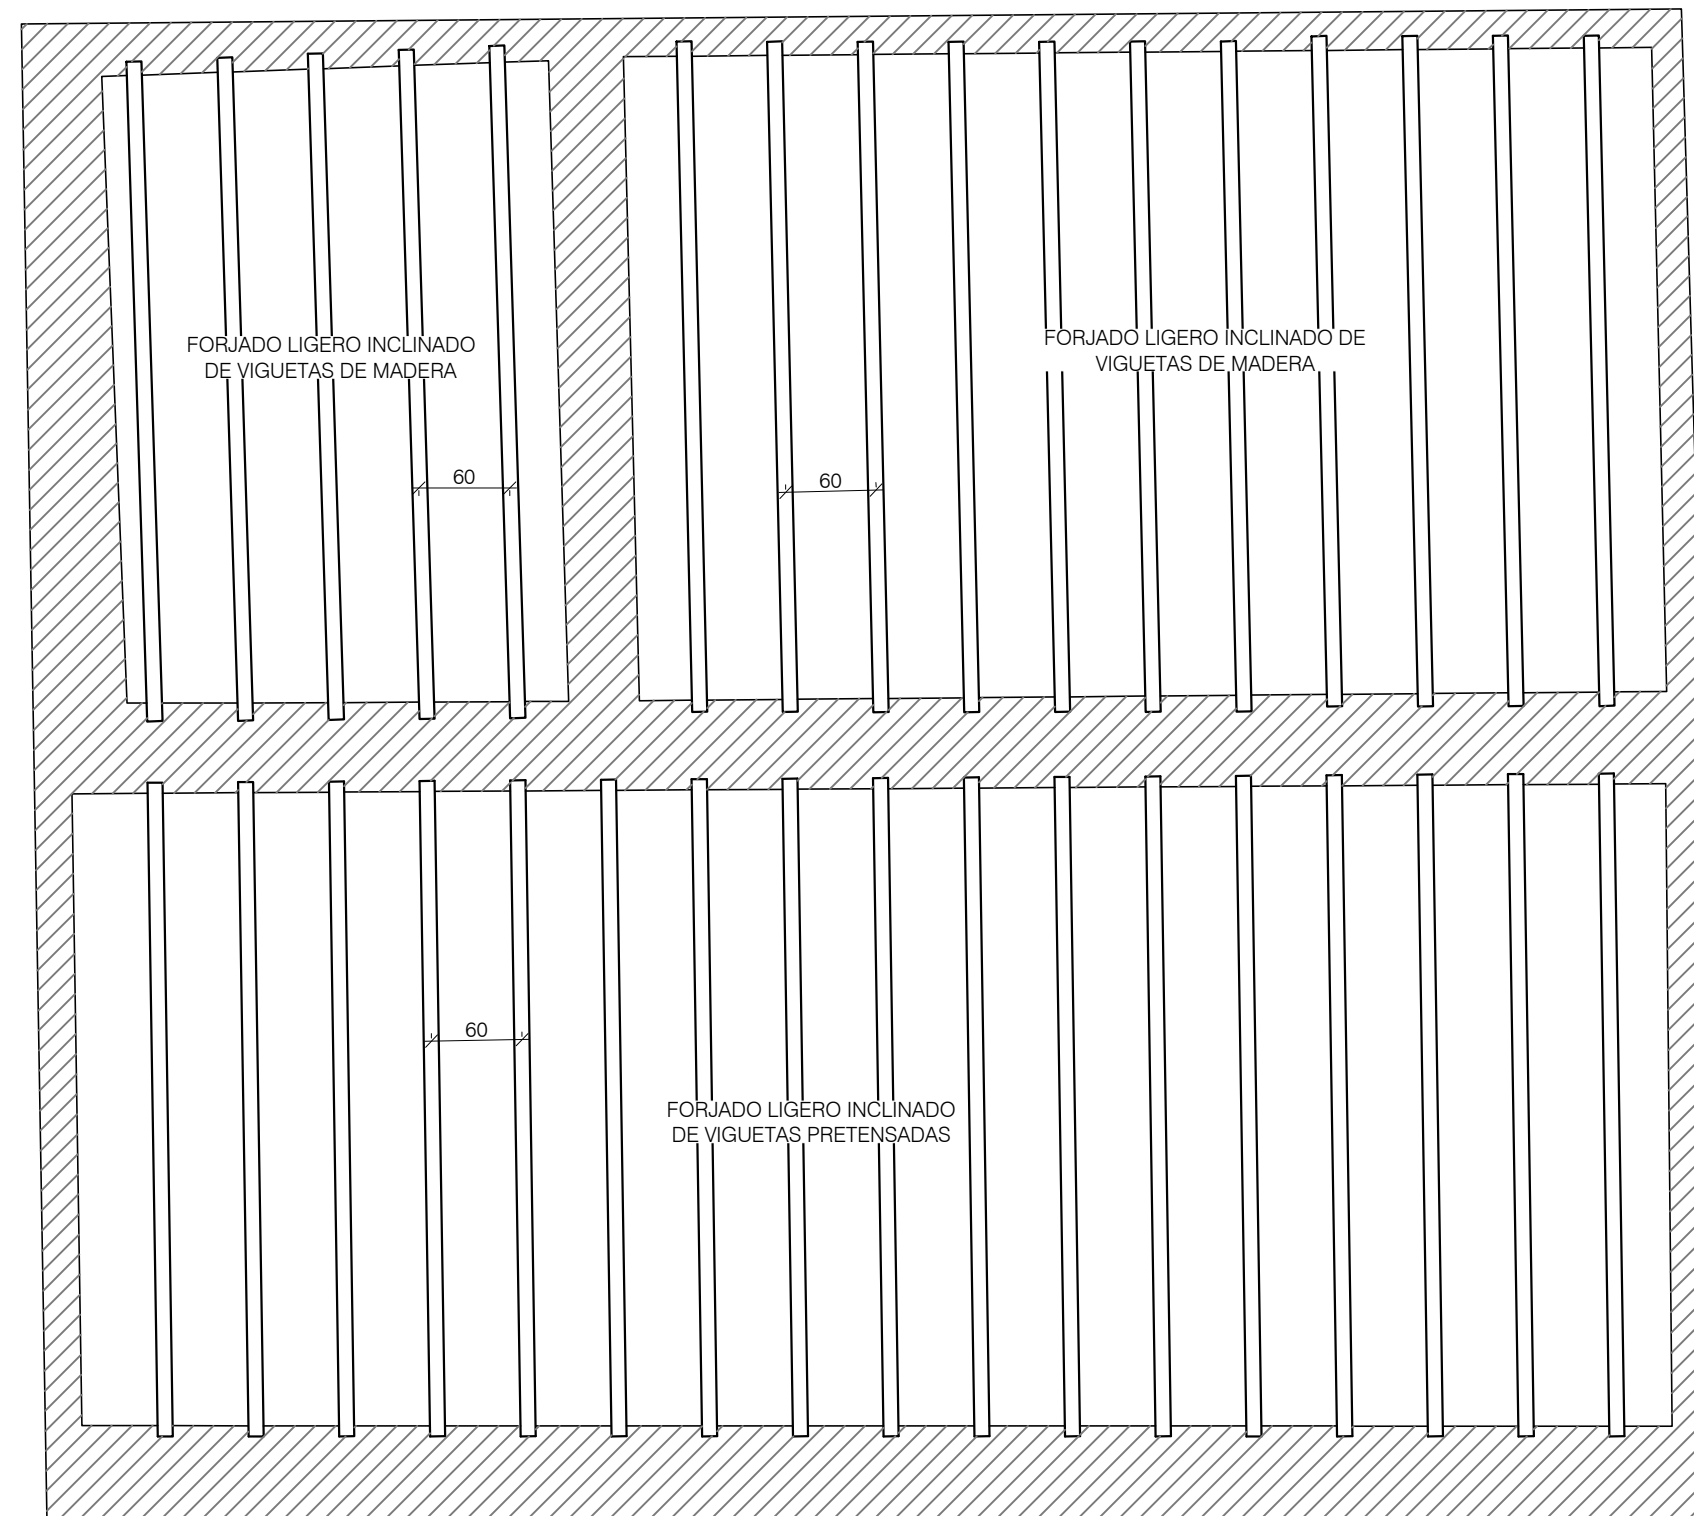 FORJADO LIGERO INCLINADO
DE VIGUETAS DE MADERA
60
FORJADO LIGERO INCLINADO DE
VIGUETAS DE MADERA
60
60
FORJADO LIGERO INCLINADO
DE VIGUETAS PRETENSADAS